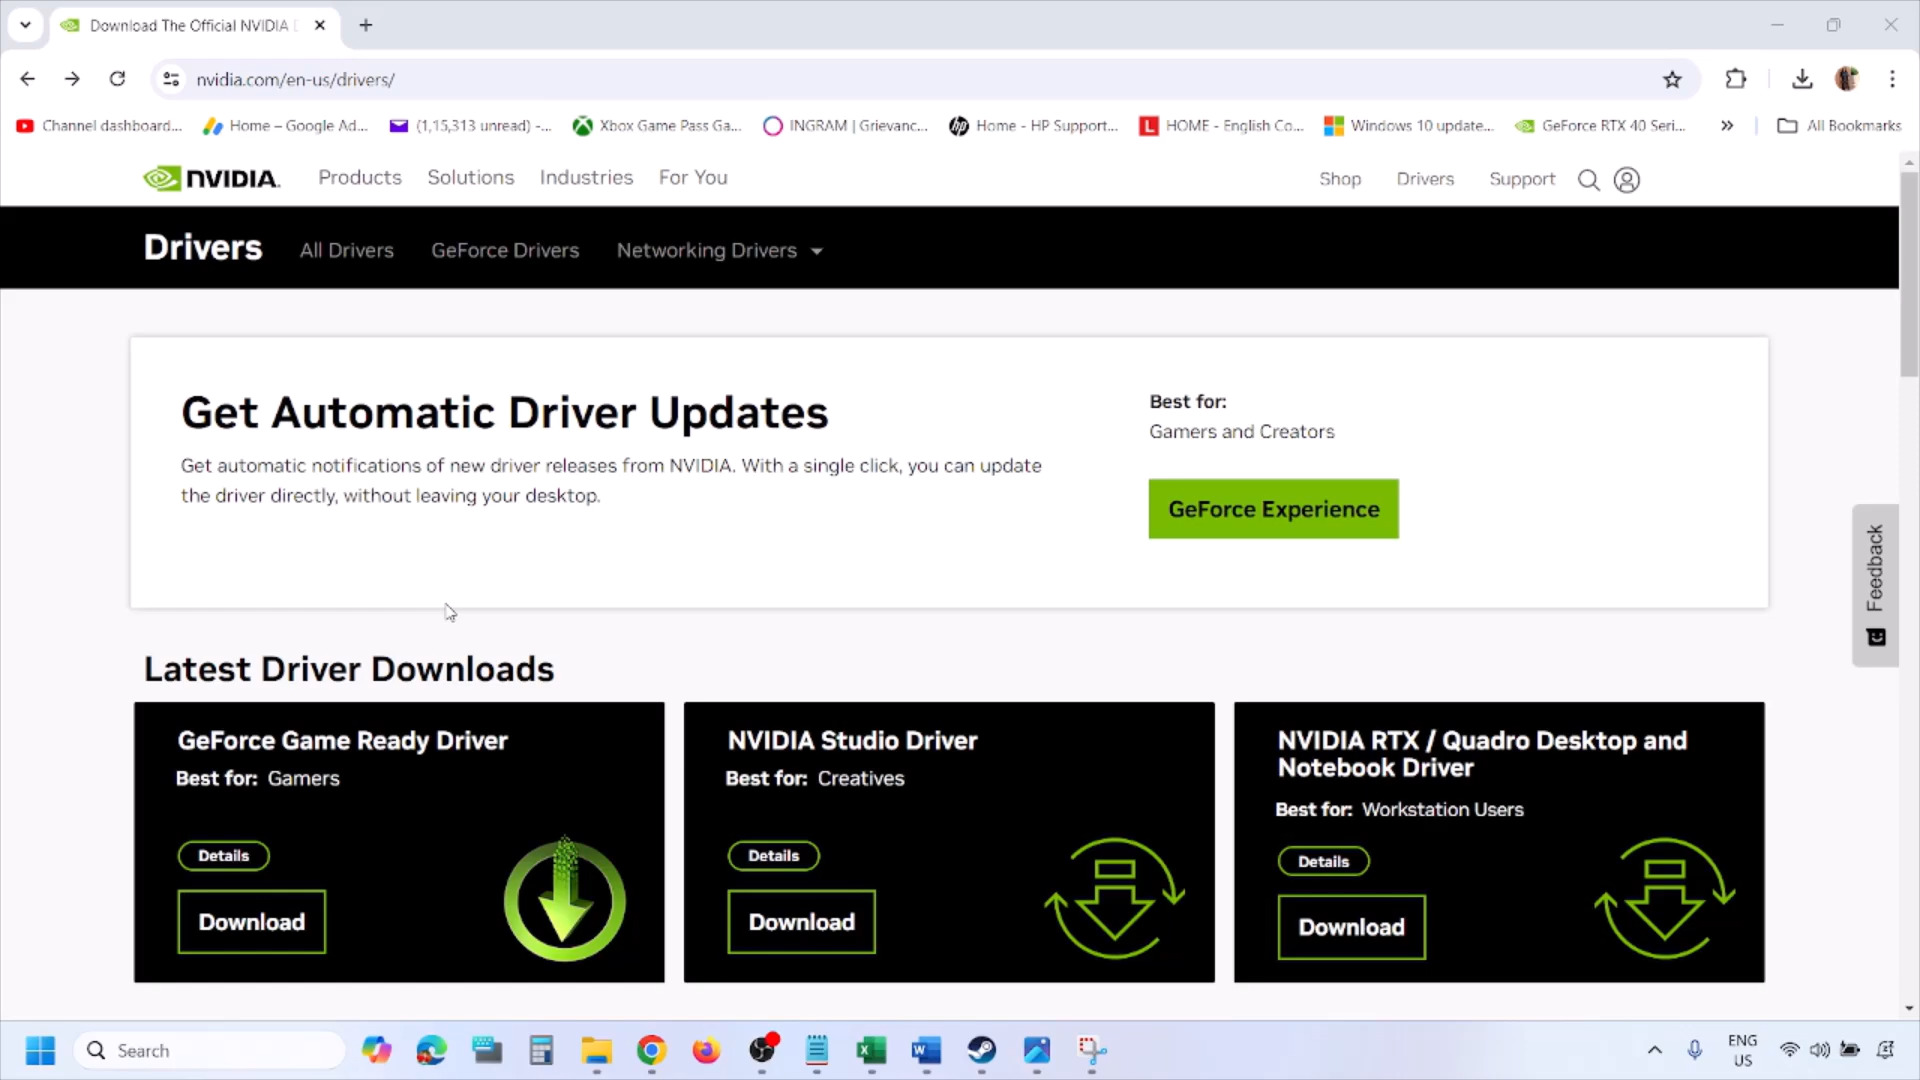 Download The Official NVIDIA
nvidia.com/en-us/drivers/
Channel dashboard...
Home – Google Ad...
(1,15,313 unread) -...
Xbox Game Pass Ga...
INGRAM | Grievanc...
Home - HP Support...
HOME - English Co...
Windows 10 update...
GeForce RTX 40 Seri...
All Bookmarks
NVIDIA.
Products
Solutions
Industries
For You
Shop
Drivers
Support
Drivers
All Drivers
GeForce Drivers
Networking Drivers
Get Automatic Driver Updates
Get automatic notifications of new driver releases from NVIDIA. With a single click, you can update
the driver directly, without leaving your desktop.
Best for:
Gamers and Creators
GeForce Experience
Feedback
Latest Driver Downloads
GeForce Game Ready Driver
Best for: Gamers
Details
Download
NVIDIA Studio Driver
Best for: Creatives
Details
Download
NVIDIA RTX / Quadro Desktop and
Notebook Driver
Best for: Workstation Users
Details
Download
Search
ENG
US